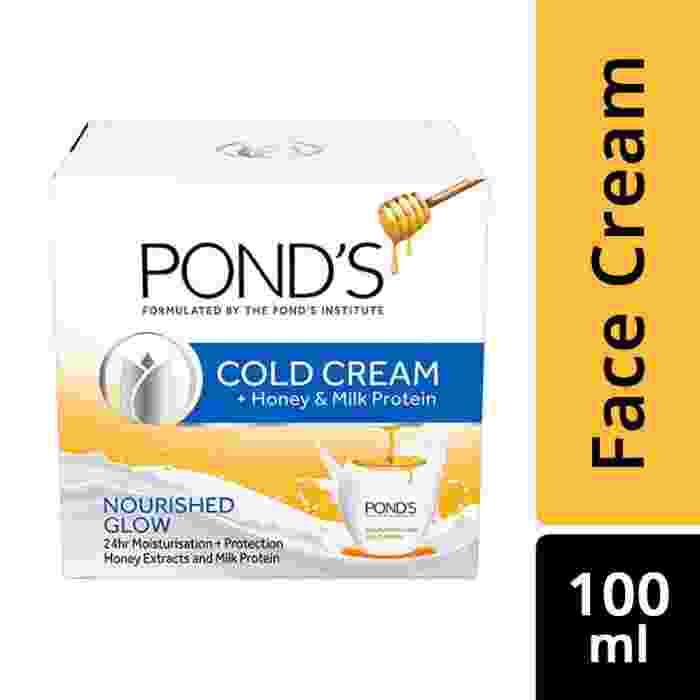 POND'S
FORMULATED BY THE POND'S INSTITUTE
COLD CREAM
+ Honey & Milk Protein
NOURISHED
GLOW
24hr Moisturisation + Protection
Honey Extracts and Milk Protein
POND'S
Face Cream
100
ml